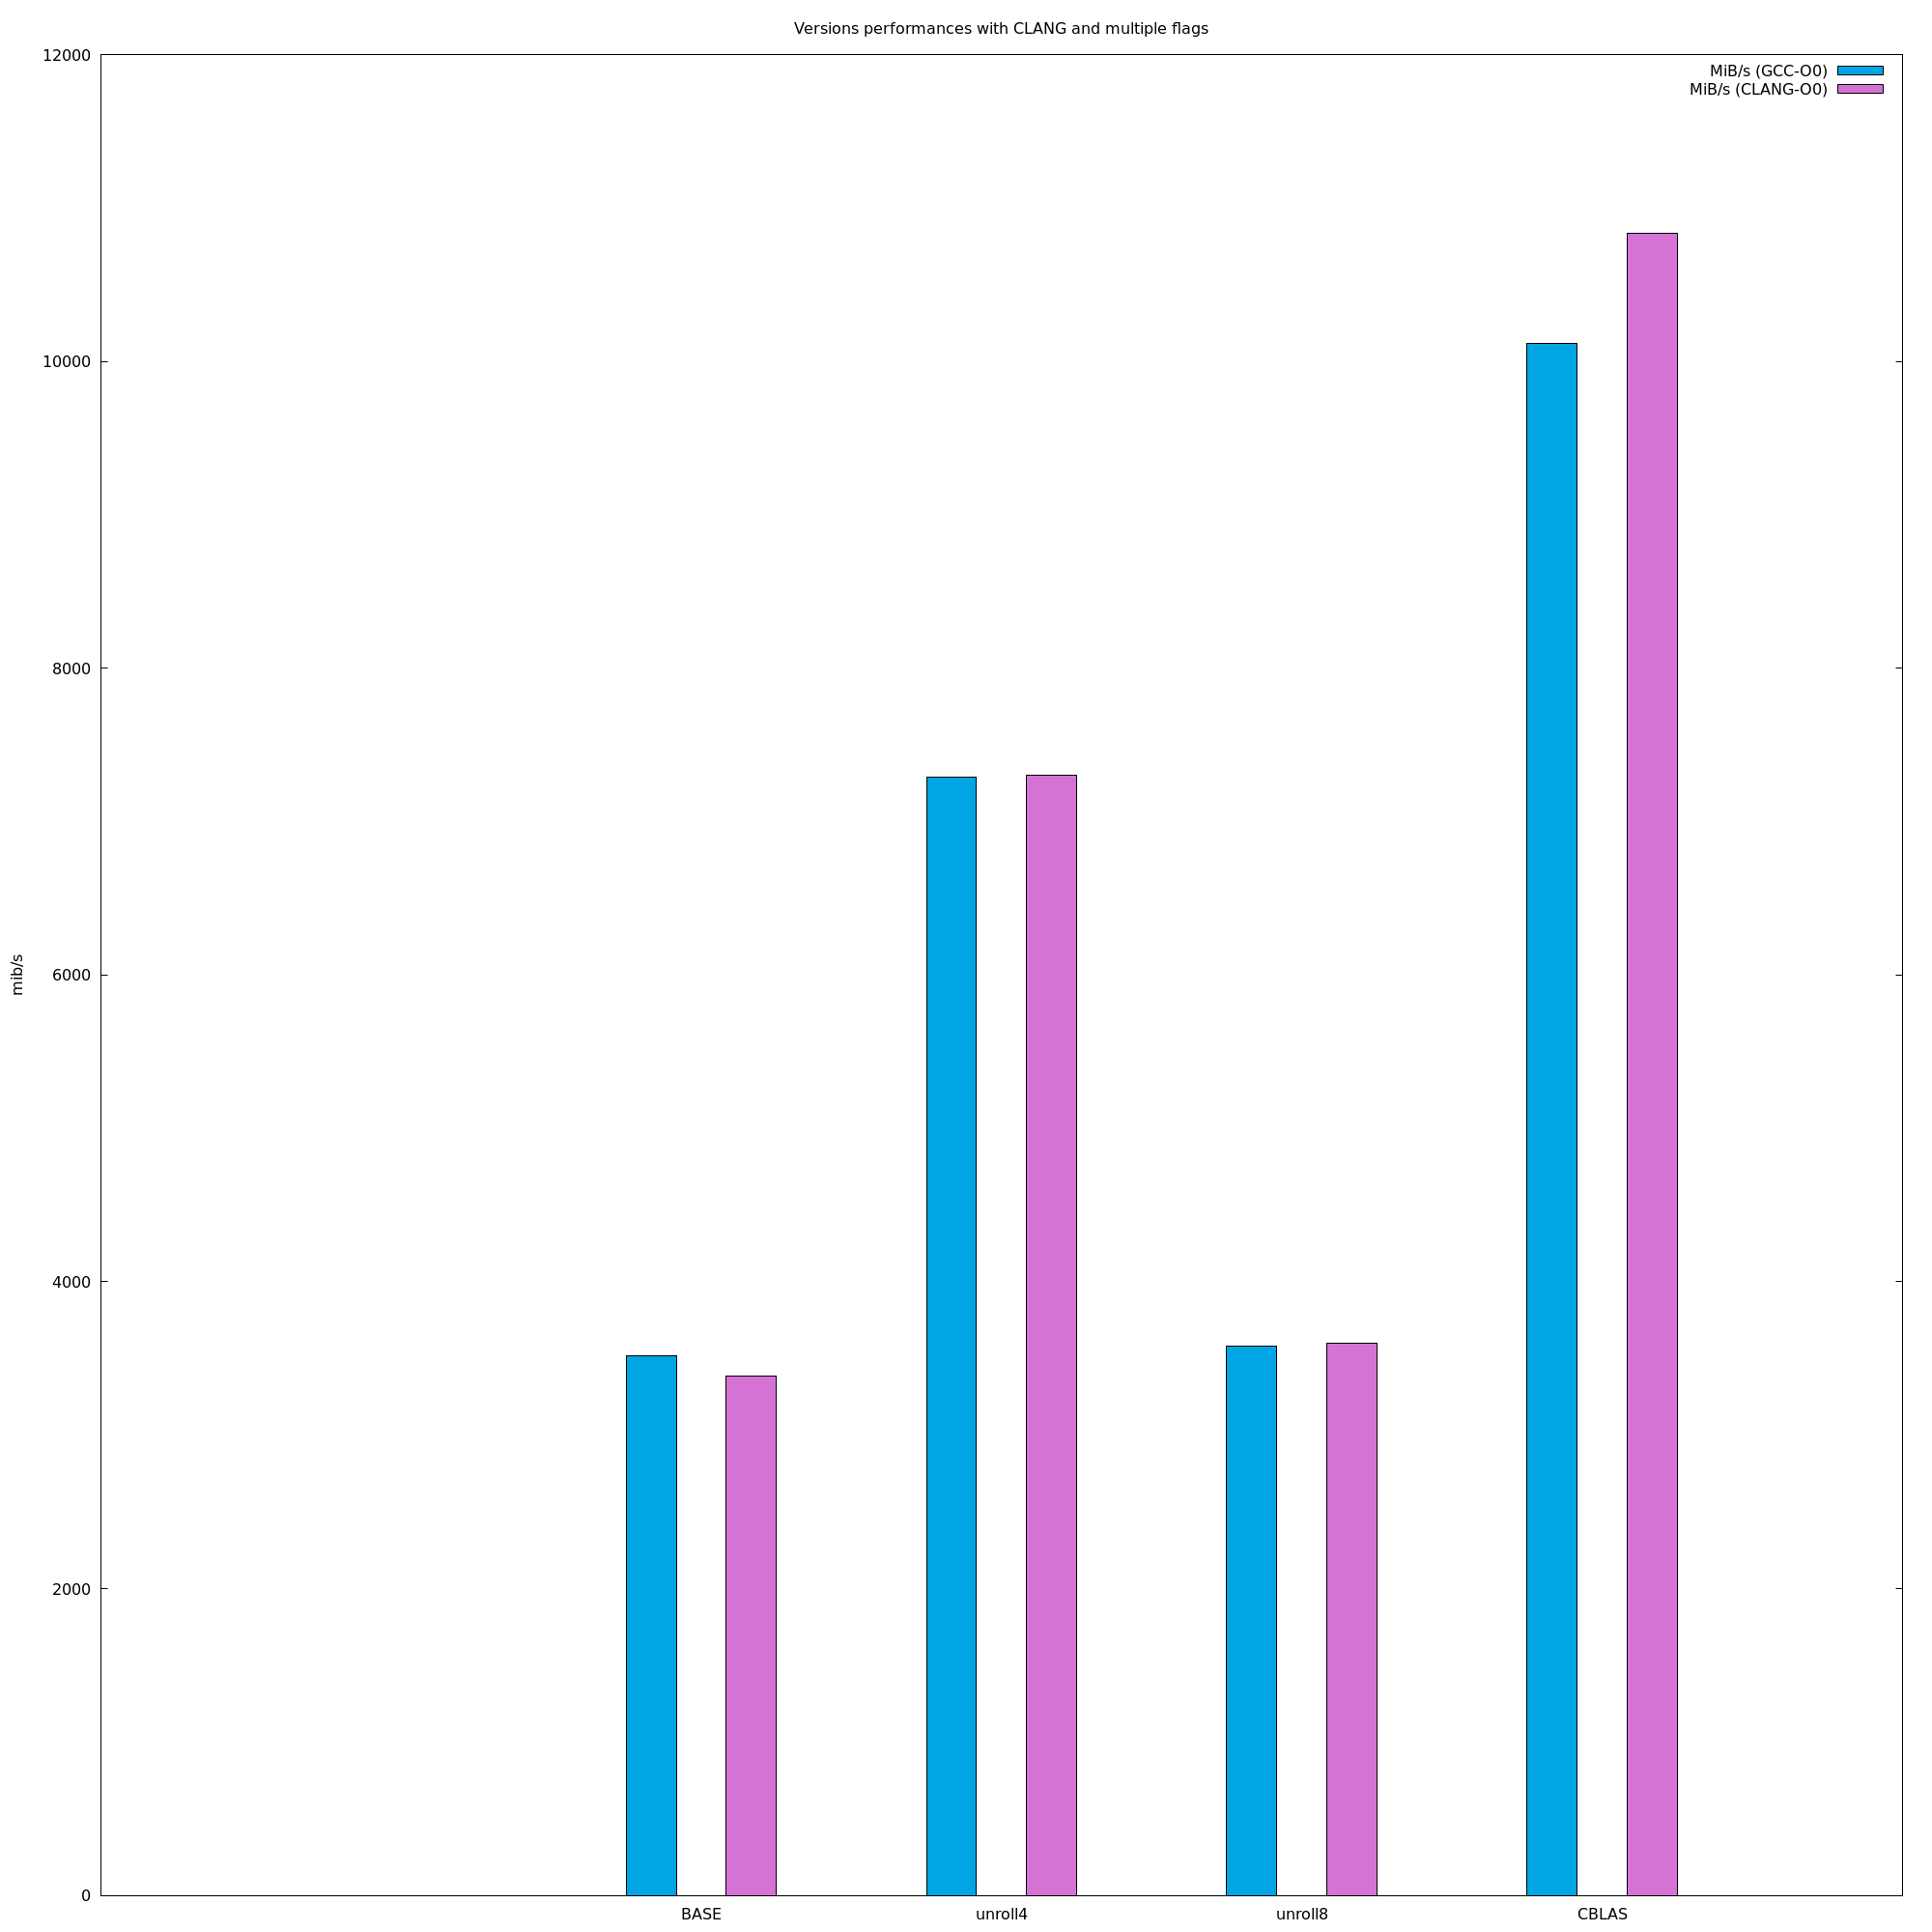 Versions performances with CLANG and multiple flags
MiB/s (GCC-O0)
MiB/s (CLANG-O0)
12000
10000
8000
6000
4000
2000
0
mib/s
BASE unroll4 unroll8 CBLAS